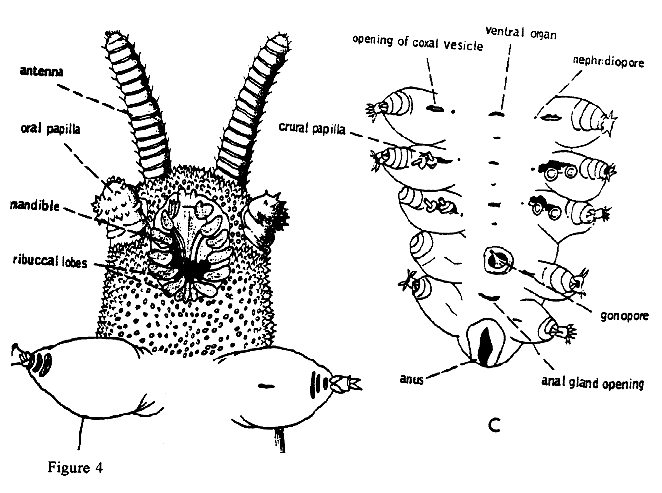 antenna
oral papilla
mandible
ribuccal lobes
Figure 4
opening of coxal vesicle
ventral organ
nephridiopore
crural papilla
gonopore
anus
anal gland opening
C